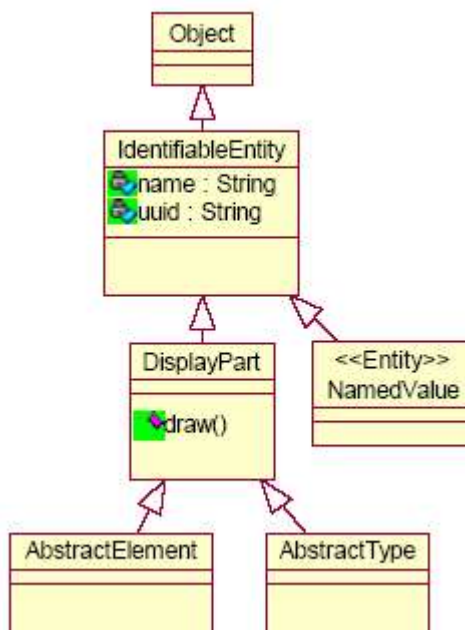 Object
IdentifiableEntity
name : String
uuid : String
DisplayPart
draw()
<<Entity>>
NamedValue
AbstractElement
AbstractType